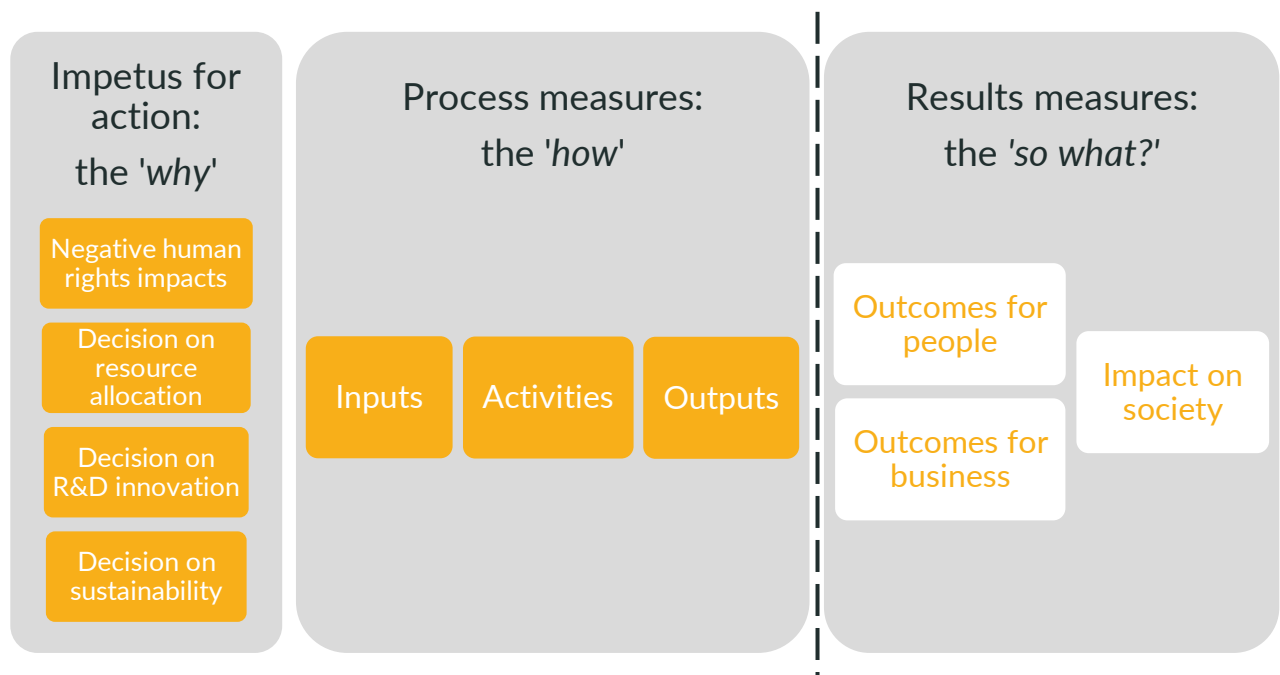 Impetus for
action:
the 'why'
Negative human
rights impacts
Decision on
resource
allocation
Decision on
R&D innovation
Decision on
sustainability
Process measures:
the 'how'
Inputs
Activities
Outputs
Results measures:
the 'so what?'
Outcomes for
people
Outcomes for
business
Impact on
society